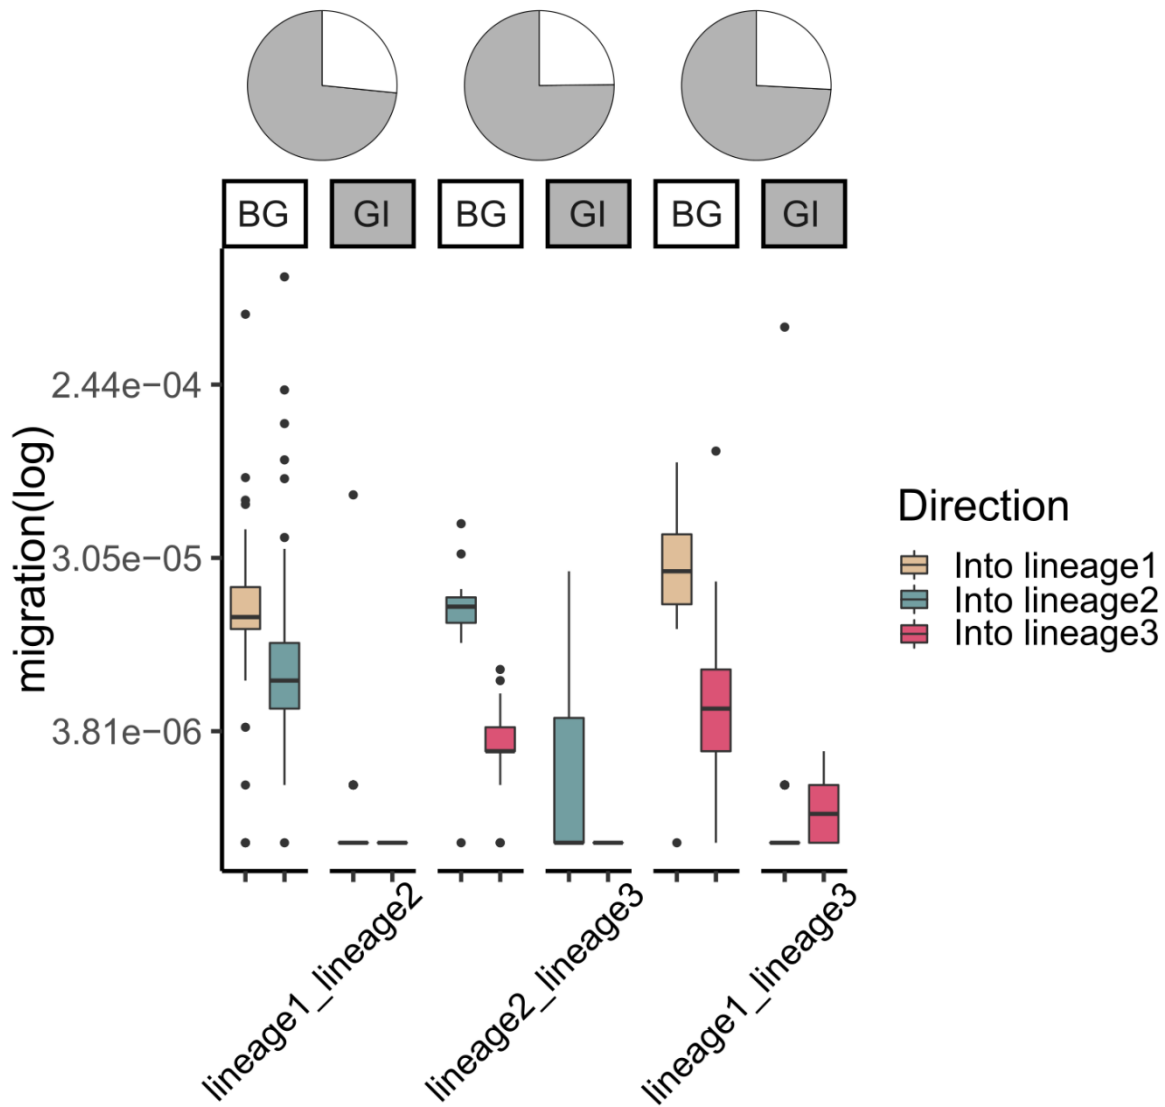 BG
GI
BG
GI
BG
GI
migration(log)
2.44e−04
3.05e−05
3.81e−06
Direction
Into lineage1
Into lineage2
Into lineage3
lineage1_lineage2
lineage2_lineage3
lineage1_lineage3